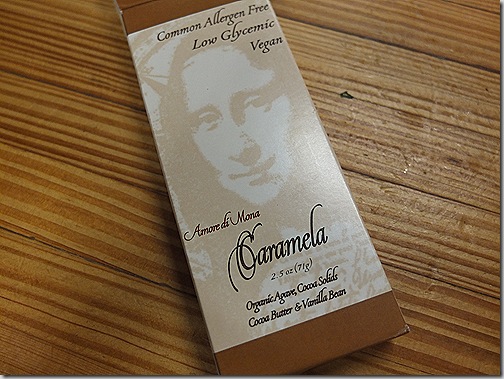 Common Allergen Free
Low Glycemic
Vegan
Amore di Mona
Caramela
2.5 oz (71g)
Organic Agave, Cocoa Solids
Cocoa Butter & Vanilla Bean